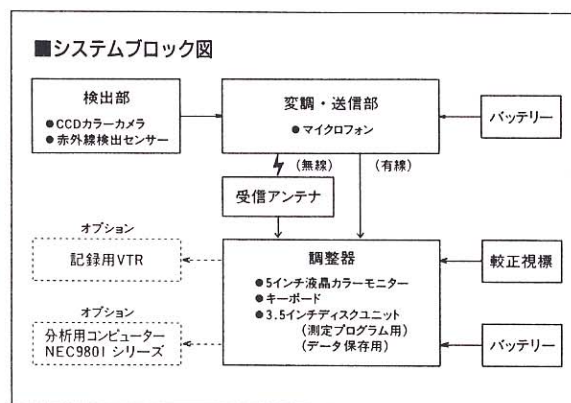 ■システムブロック図
検出部
●CCDカラーカメラ
●赤外線検出センサー
変調・送信部
●マイクロフォン
バッテリー
(無線)
(有線)
受信アンテナ
オプション
記録用VTR
調整器
●5インチ液晶カラーモニター
●キーボード
●3.5インチディスクユニット
(測定プログラム用)
(データ保存用)
較正視標
オプション
分析用コンピューター
NEC9801 シリーズ
バッテリー